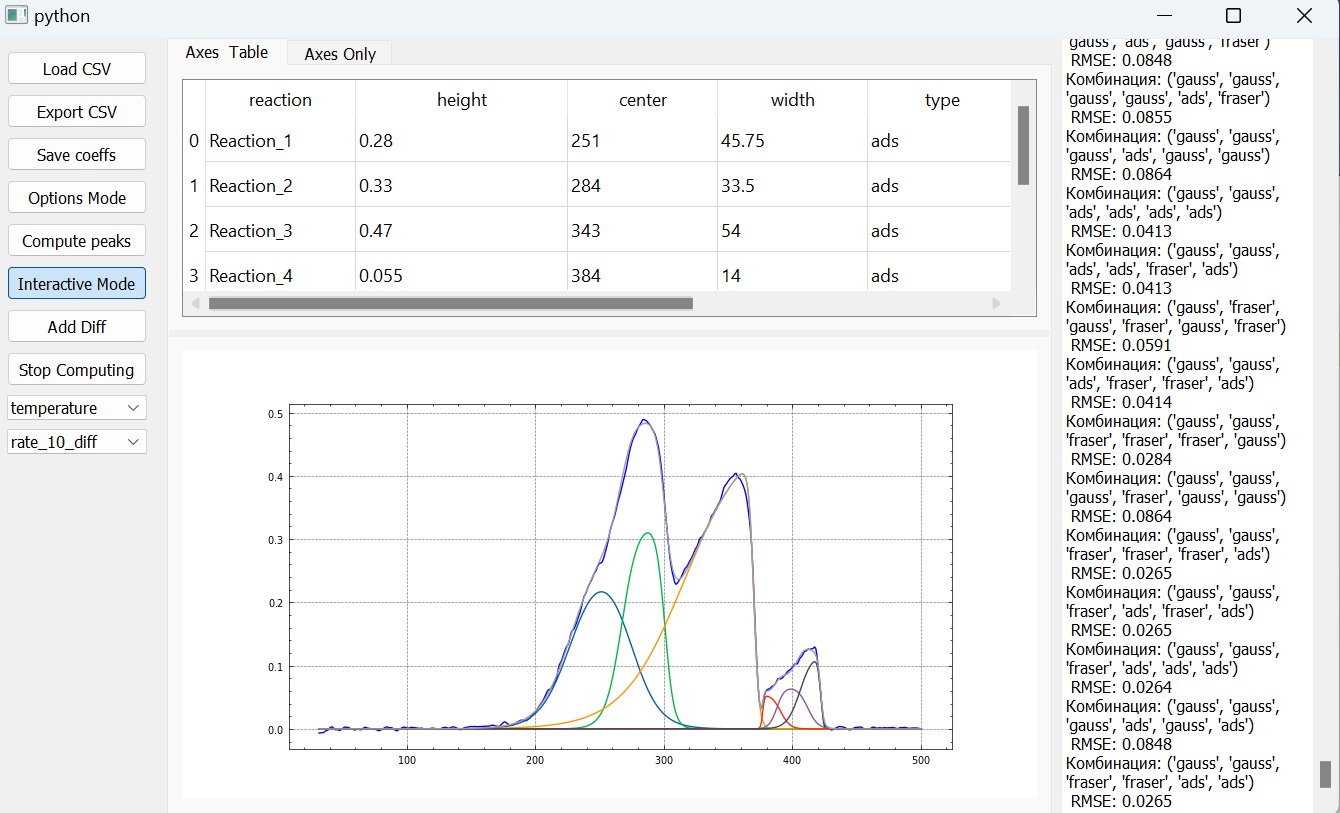 python
Load CSV
Export CSV
Save coeffs
Options Mode
Compute peaks
Interactive Mode
Add Diff
Stop Computing
temperature
rate_10_diff
Axes Table
Axes Only
reaction height center width type
0 Reaction_1 0.28 251 45.75 ads
1 Reaction_2 0.33 284 33.5 ads
2 Reaction_3 0.47 343 54 ads
3 Reaction_4 0.055 384 14 ads
0.5
0.4
0.3
0.2
0.1
0.0
100 200 300 400 500
'gauss', 'ads', 'gauss', 'fraser')
RMSE: 0.0848
Комбинация: ('gauss', 'gauss',
'gauss', 'gauss', 'ads', 'fraser')
RMSE: 0.0855
Комбинация: ('gauss', 'gauss',
'gauss', 'ads', 'gauss', 'gauss')
RMSE: 0.0864
Комбинация: ('gauss', 'gauss',
'ads', 'ads', 'ads', 'ads')
RMSE: 0.0413
Комбинация: ('gauss', 'gauss',
'ads', 'ads', 'fraser', 'ads')
RMSE: 0.0413
Комбинация: ('gauss', 'fraser',
'gauss', 'fraser', 'gauss', 'fraser')
RMSE: 0.0591
Комбинация: ('gauss', 'gauss',
'ads', 'fraser', 'fraser', 'ads')
RMSE: 0.0414
Комбинация: ('gauss', 'gauss',
'fraser', 'fraser', 'fraser', 'gauss')
RMSE: 0.0284
Комбинация: ('gauss', 'gauss',
'gauss', 'fraser', 'gauss', 'gauss')
RMSE: 0.0864
Комбинация: ('gauss', 'gauss',
'fraser', 'fraser', 'fraser', 'ads')
RMSE: 0.0265
Комбинация: ('gauss', 'gauss',
'fraser', 'ads', 'fraser', 'ads')
RMSE: 0.0265
Комбинация: ('gauss', 'gauss',
'fraser', 'ads', 'ads', 'ads')
RMSE: 0.0264
Комбинация: ('gauss', 'gauss',
'gauss', 'ads', 'gauss', 'ads')
RMSE: 0.0848
Комбинация: ('gauss', 'gauss',
'fraser', 'fraser', 'ads', 'ads')
RMSE: 0.0265